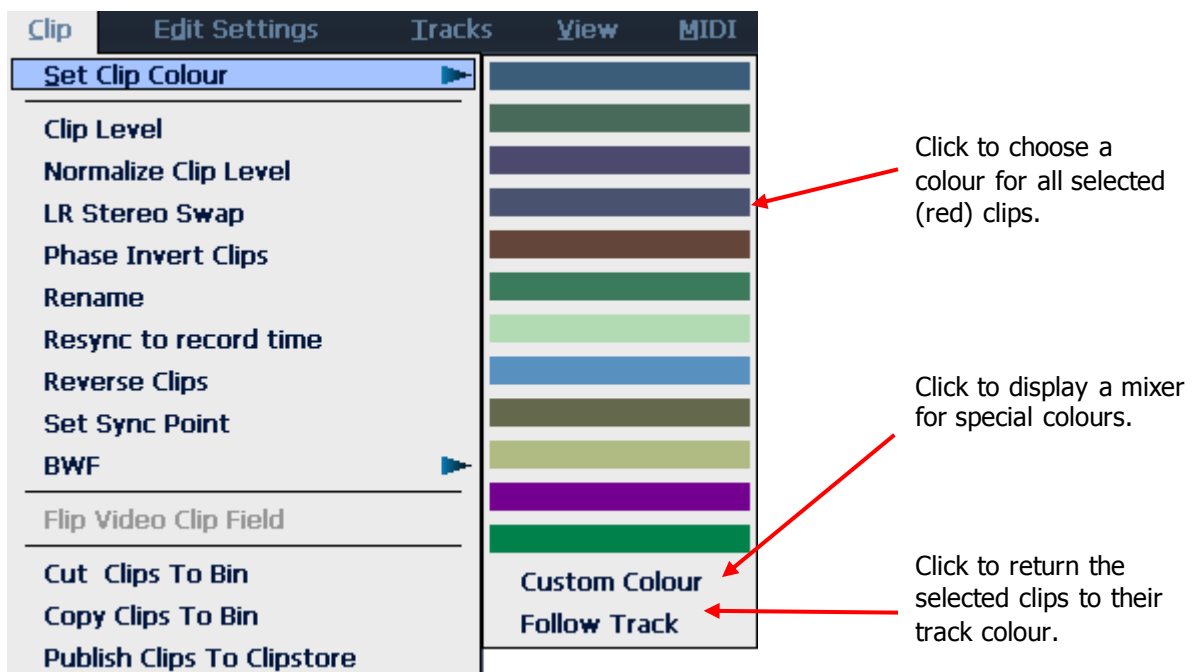 Clip Edit Settings Tracks View MIDI
Set Clip Colour
Clip Level
Normalize Clip Level
LR Stereo Swap
Phase Invert Clips
Rename
Resync to record time
Reverse Clips
Set Sync Point
BWF
Flip Video Clip Field
Cut Clips To Bin
Copy Clips To Bin
Publish Clips To Clipstore
Custom Colour
Follow Track
Click to choose a
colour for all selected
(red) clips.
Click to display a mixer
for special colours.
Click to return the
selected clips to their
track colour.